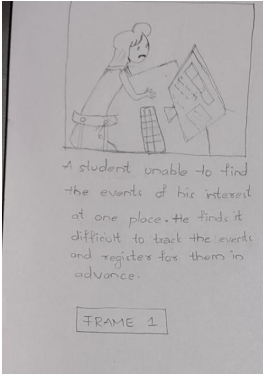 A student unable to find
the events of his interest
at one place. He finds it
difficult to track the events
and register for them in
advance.
FRAME 1